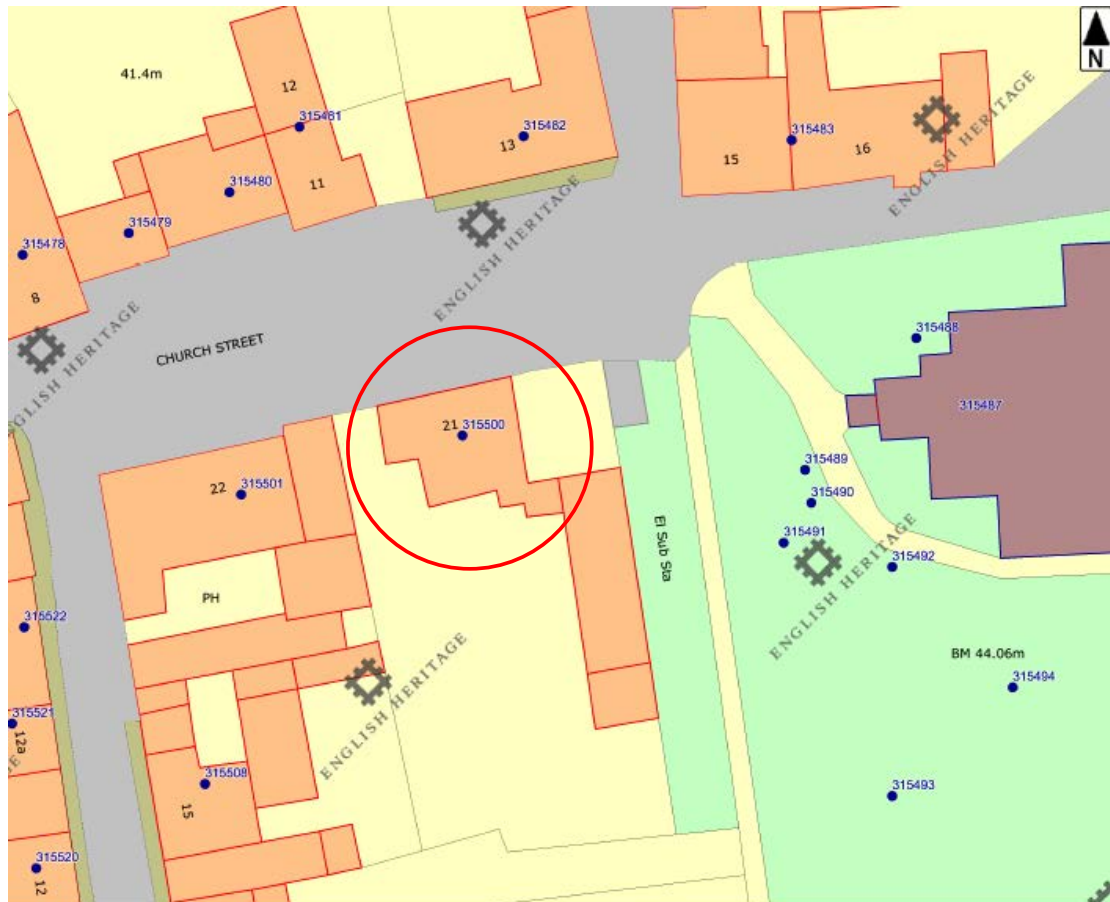 N
41.4m
12
315481
315482
13
315483
15
16
315480
11
315479
315478
8
ENGLISH HERITAGE
ENGLISH HERITAGE
ENGLISH HERITAGE
CHURCH STREET
315488
315487
21
315500
22
315501
315489
315490
315491
315492
El Sub Sta
ENGLISH HERITAGE
PH
315522
BM 44.06m
315494
ENGLISH HERITAGE
315521
12a
315508
15
315493
315520
12